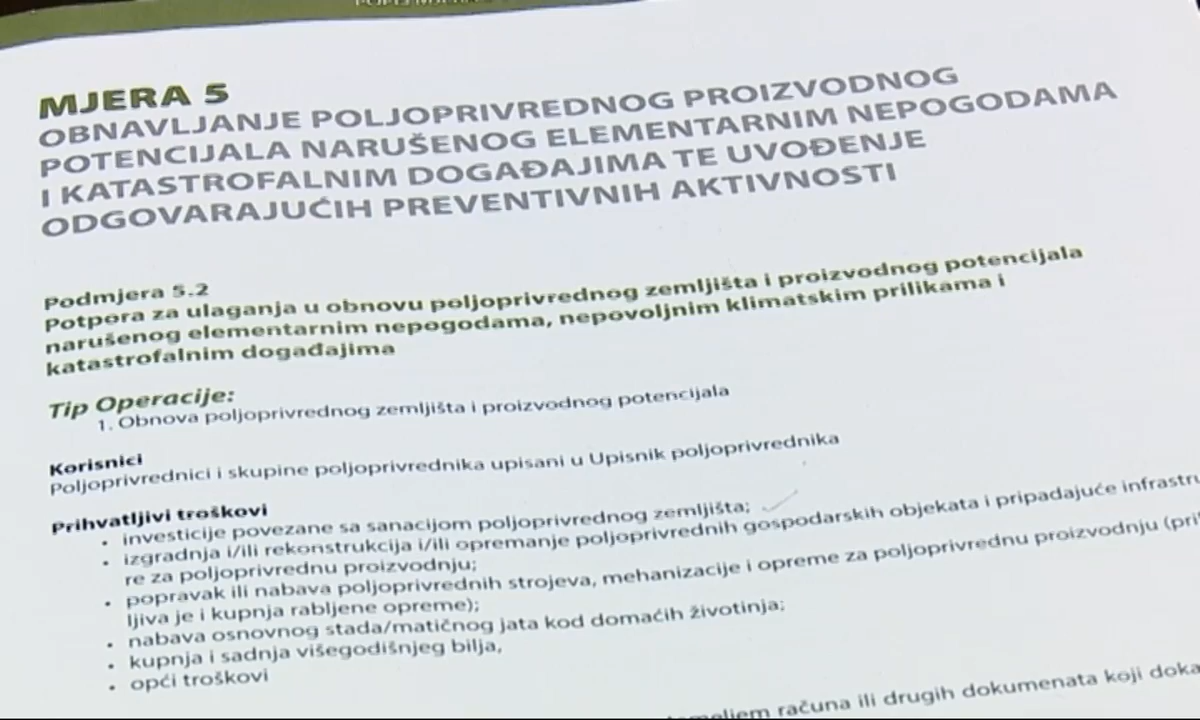 MJERA 5
OBNAVLJANJE POLJOPRIVREDNOG PROIZVODNOG
POTENCIJALA NARUŠENOG ELEMENTARNIM NEPOGODAMA
I KATASTROFALNIM DOGAĐAJIMA TE UVOĐENJE
ODGOVARAJUĆIH PREVENTIVNIH AKTIVNOSTI
Podmjera 5.2
Potpora za ulaganja u obnovu poljoprivrednog zemljišta i proizvodnog potencijala
narušenog elementarnim nepogodama, nepovoljnim klimatskim prilikama i
katastrofalnim događajima
Tip Operacije:
1. Obnova poljoprivrednog zemljišta i proizvodnog potencijala
Korisnici
Poljoprivrednici i skupine poljoprivrednika upisani u Upisnik poljoprivrednika
Prihvatljivi troškovi
• investicije povezane sa sanacijom poljoprivrednog zemljišta;
• izgradnja i/ili rekonstrukcija i/ili opremanje poljoprivrednih gospodarskih objekata i pripadajuće infrastru
re za poljoprivrednu proizvodnju;
• popravak ili nabava poljoprivrednih strojeva, mehanizacije i opreme za poljoprivrednu proizvodnju (pri
ljiva je i kupnja rabljene opreme);
• nabava osnovnog stada/matičnog jata kod domaćih životinja;
• kupnja i sadnja višegodišnjeg bilja,
• opći troškovi
računa ili drugih dokumenata koji doka